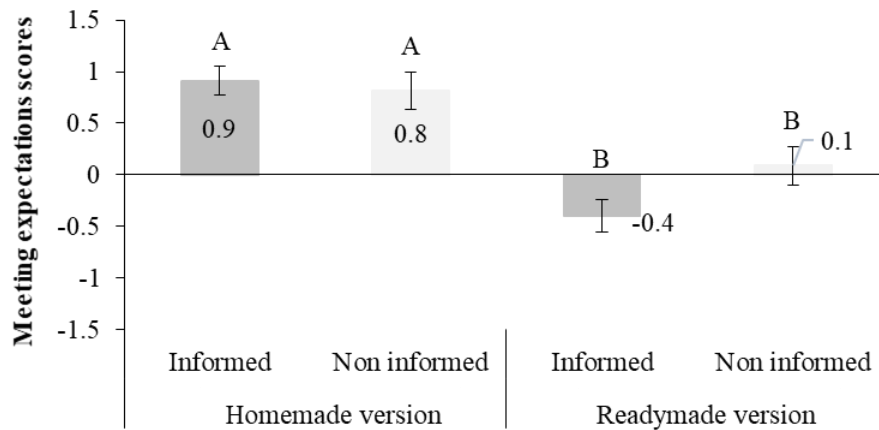 Meeting expectations scores
1.5
1
0.5
0
-0.5
-1
-1.5
A
A
B
B
0.9
0.8
-0.4
0.1
Informed
Non informed
Informed
Non informed
Homemade version
Readymade version